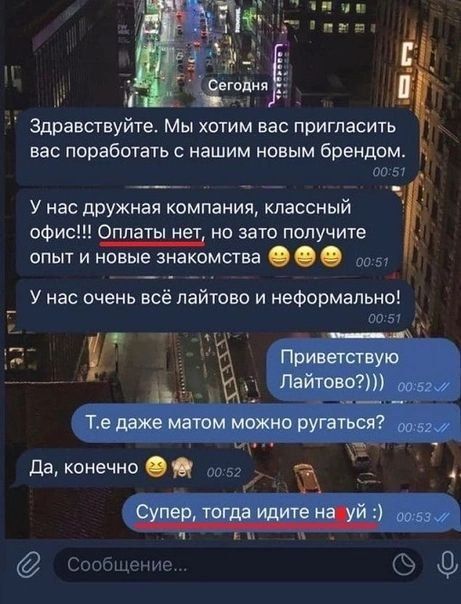 Сегодня
Здравствуйте. Мы хотим вас пригласить
вас поработать с нашим новым брендом.
00:51
У нас дружная компания, классный
офис!!! Оплаты нет, но зато получите
опыт и новые знакомства 😀😀😀 00:51
У нас очень всё лайтово и неформально!
00:51
Приветствую
Лайтово?))) 00:52
Т.е даже матом можно ругаться? 00:52
Да, конечно 😆🙈 00:52
Супер, тогда идите на уй :) 00:53
Сообщение...